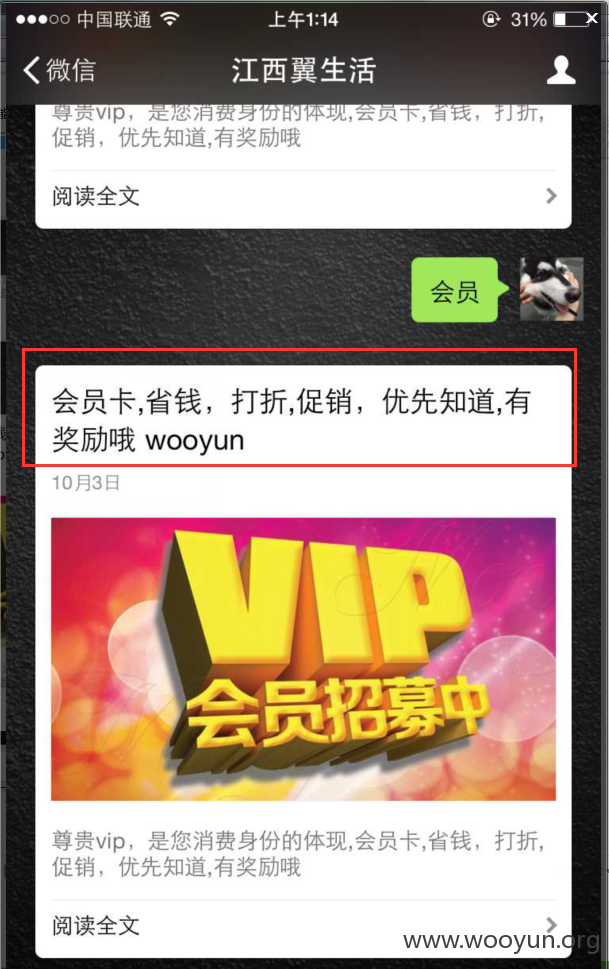 中国联通 上午1:14 31%
微信 江西翼生活
尊贵vip，是您消费身份的体现,会员卡,省钱，打折,
促销，优先知道,有奖励哦
阅读全文
会员
会员卡,省钱，打折,促销，优先知道,有
奖励哦 wooyun
10月3日
VIP
会员招募中
尊贵vip，是您消费身份的体现,会员卡,省钱，打折,
促销，优先知道,有奖励哦
阅读全文
www.wooyun.org